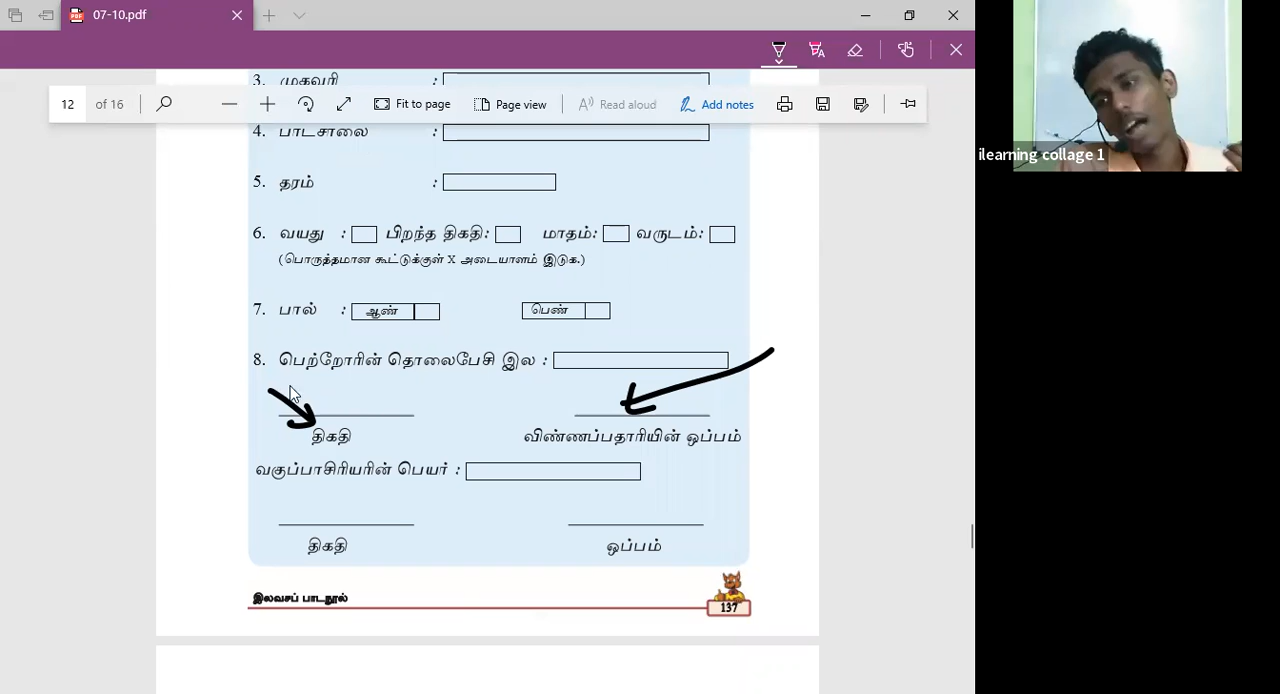 07-10.pdf
12 of 16 Fit to page Page view Read aloud Add notes
3. முகவரி :
4. பாடசாலை :
5. தரம் :
6. வயது : பிறந்த திகதி: மாதம்: வருடம்:
(பொருத்தமான கூட்டுக்குள் X அடையாளம் இடுக.)
7. பால் : ஆண் பெண்
8. பெற்றோரின் தொலைபேசி இல :
திகதி விண்ணப்பதாரியின் ஒப்பம்
வகுப்பாசிரியரின் பெயர் :
திகதி ஒப்பம்
இலவசப் பாடநூல்
137
ilearning collage 1